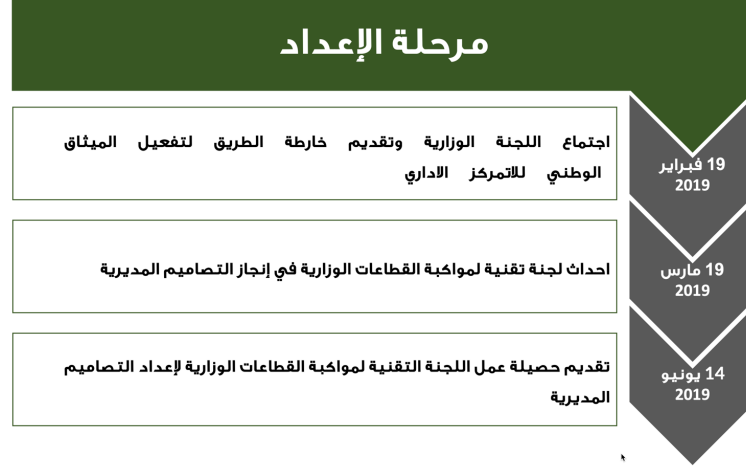 مرحلة الإعداد
اجتماع اللجنة الوزارية وتقديم خارطة الطريق لتفعيل الميثاق
الوطني للاتمركز الاداري
19 فبراير
2019
احداث لجنة تقنية لمواكبة القطاعات الوزارية في إنجاز التصاميم المديرية
19 مارس
2019
تقديم حصيلة عمل اللجنة التقنية لمواكبة القطاعات الوزارية لإعداد التصاميم
المديرية
14 يونيو
2019